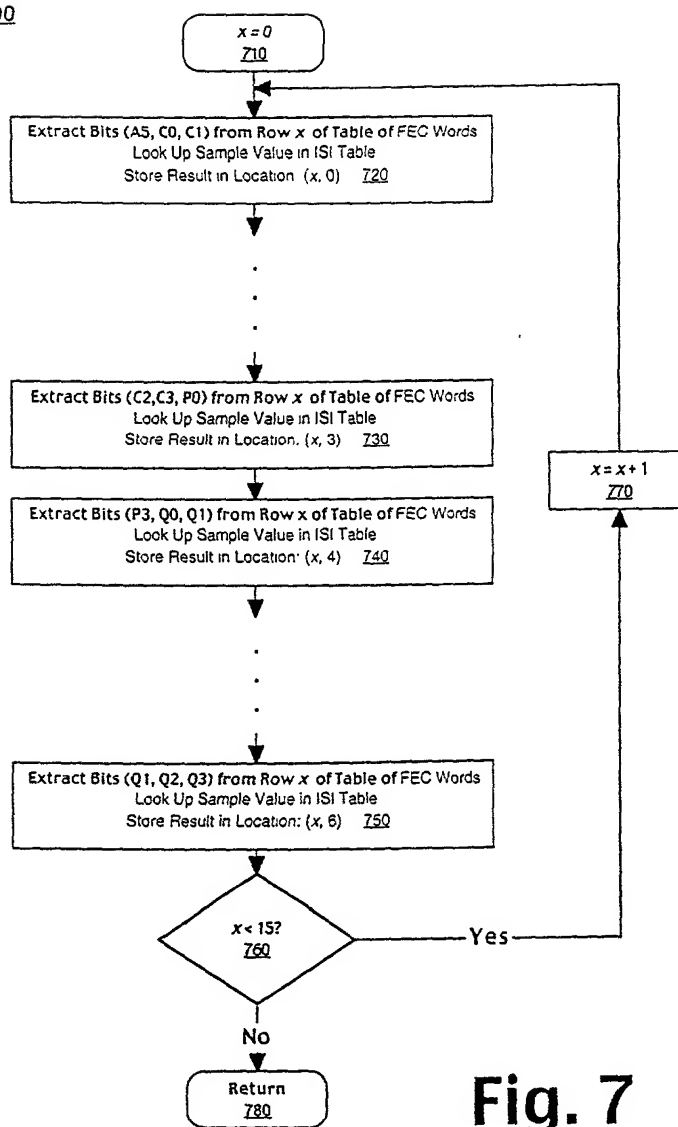 x = 0
710
Extract Bits (A5, C0, C1) from Row x of Table of FEC Words
Look Up Sample Value in ISI Table
Store Result in Location (x, 0) 720
Extract Bits (C2,C3, P0) from Row x of Table of FEC Words
Look Up Sample Value in ISI Table
Store Result in Location. (x, 3) 730
x = x + 1
770
Extract Bits (P3, Q0, Q1) from Row x of Table of FEC Words
Look Up Sample Value in ISI Table
Store Result in Location: (x, 4) 740
Extract Bits (Q1, Q2, Q3) from Row x of Table of FEC Words
Look Up Sample Value in ISI Table
Store Result in Location: (x, 6) 750
x < 15?
760
Yes
No
Return
780
Fig. 7